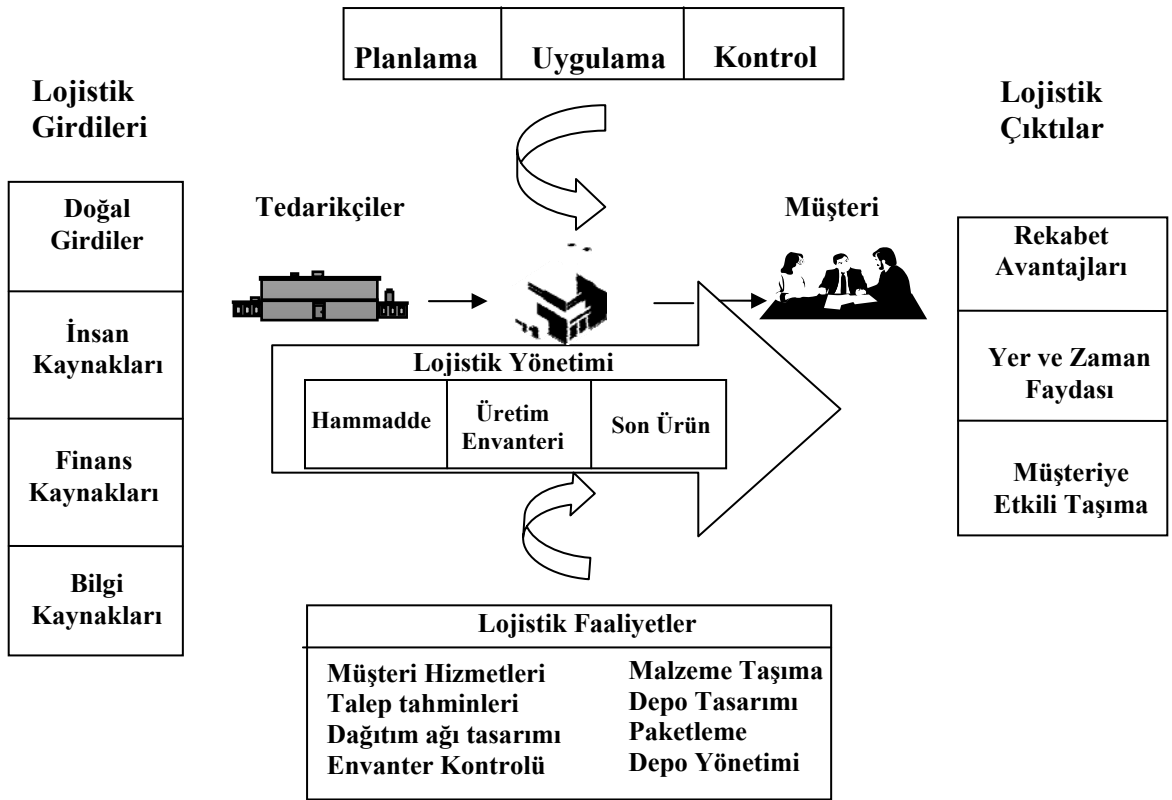 Planlama Uygulama Kontrol
Lojistik
Girdileri
Lojistik
Çıktılar
Doğal
Girdiler
İnsan
Kaynakları
Finans
Kaynakları
Bilgi
Kaynakları
Tedarikçiler
Müşteri
Lojistik Yönetimi
Hammadde
Üretim
Envanteri
Son Ürün
Rekabet
Avantajları
Yer ve Zaman
Faydası
Müşteriye
Etkili Taşıma
Lojistik Faaliyetler
Müşteri Hizmetleri
Talep tahminleri
Dağıtım ağı tasarımı
Envanter Kontrolü
Malzeme Taşıma
Depo Tasarımı
Paketleme
Depo Yönetimi